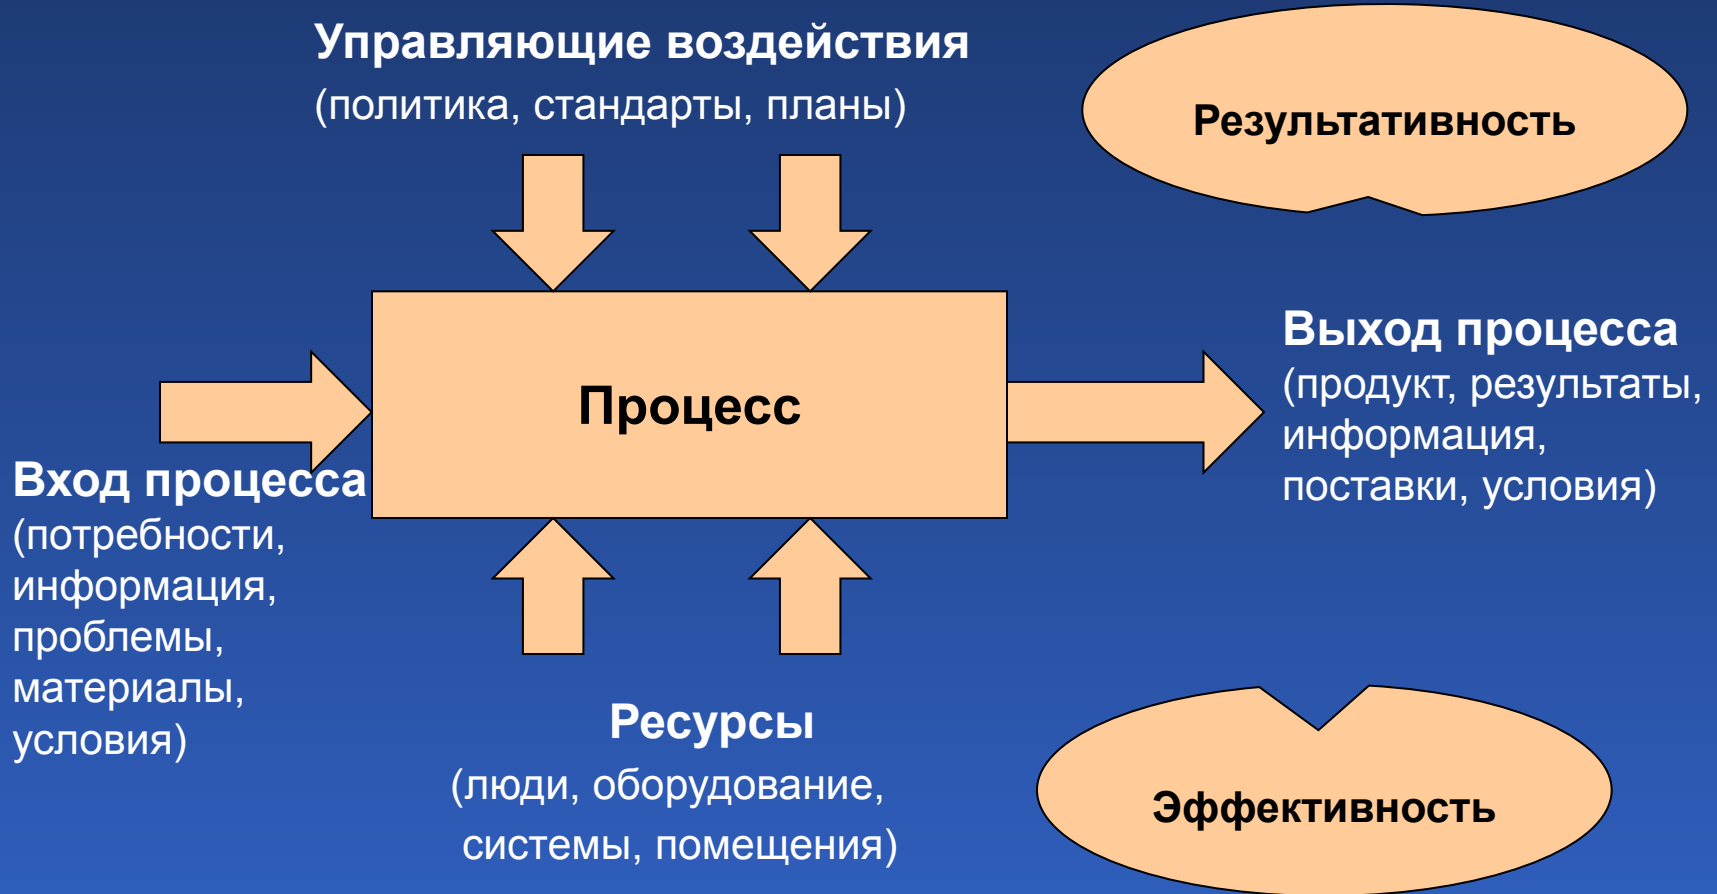 Управляющие воздействия
(политика, стандарты, планы)
Результативность
Процесс
Выход процесса
(продукт, результаты,
информация,
поставки, условия)
Вход процесса
(потребности,
информация,
проблемы,
материалы,
условия)
Ресурсы
(люди, оборудование,
системы, помещения)
Эффективность